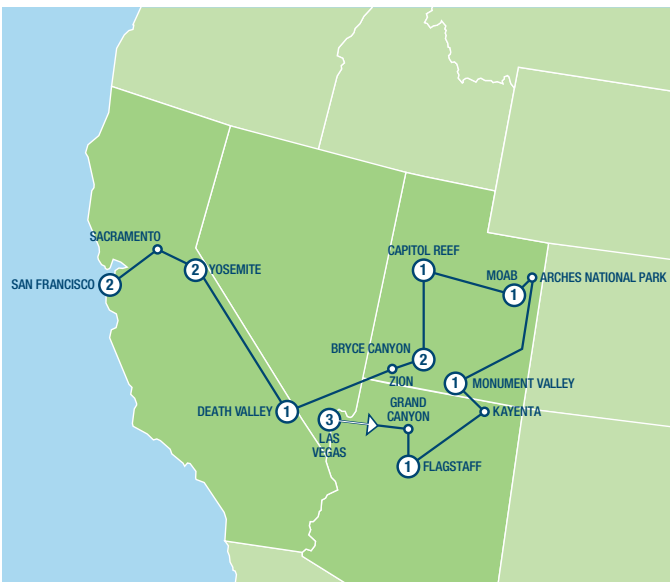 SACRAMENTO
SAN FRANCISCO
2
2
YOSEMITE
CAPITOL REEF
1
MOAB
1
ARCHES NATIONAL PARK
BRYCE CANYON
2
ZION
1
MONUMENT VALLEY
DEATH VALLEY
1
3
LAS
VEGAS
GRAND
CANYON
KAYENTA
1
FLAGSTAFF